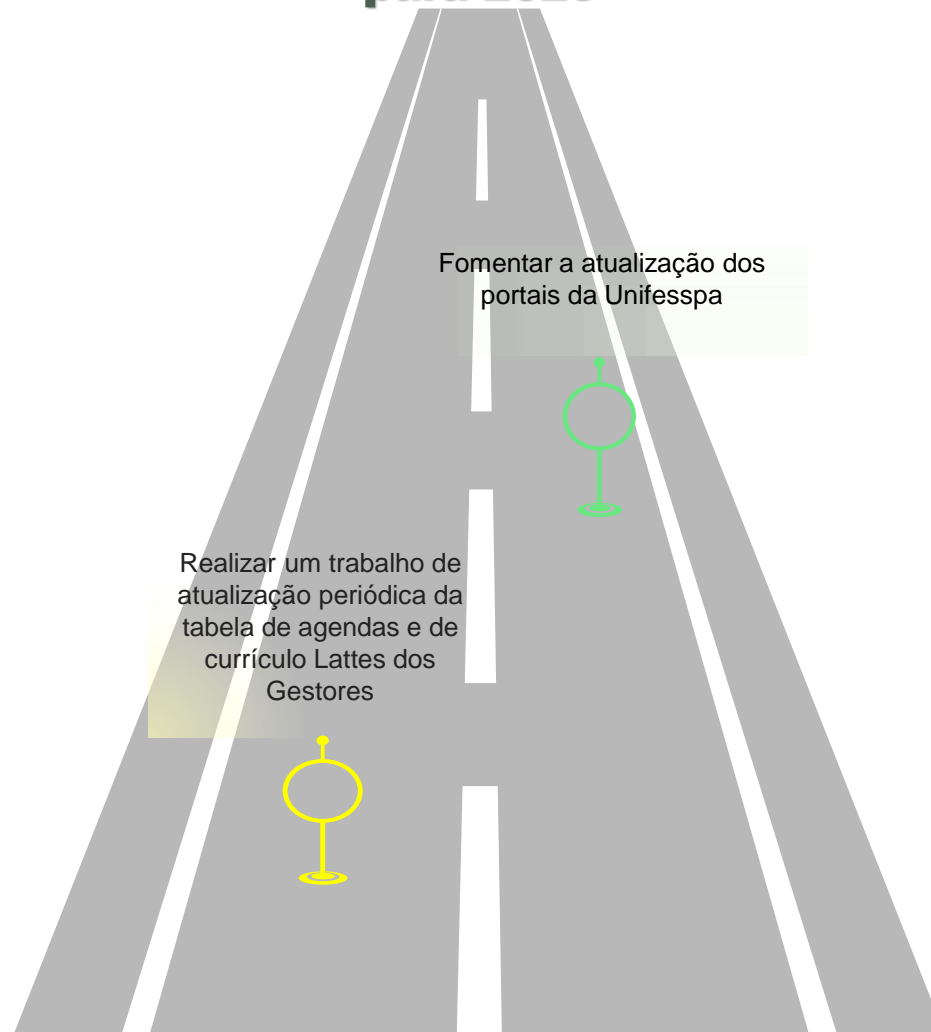 Fomentar a atualização dos
portais da Unifesspa
Realizar um trabalho de
atualização periódica da
tabela de agendas e de
currículo Lattes dos
Gestores